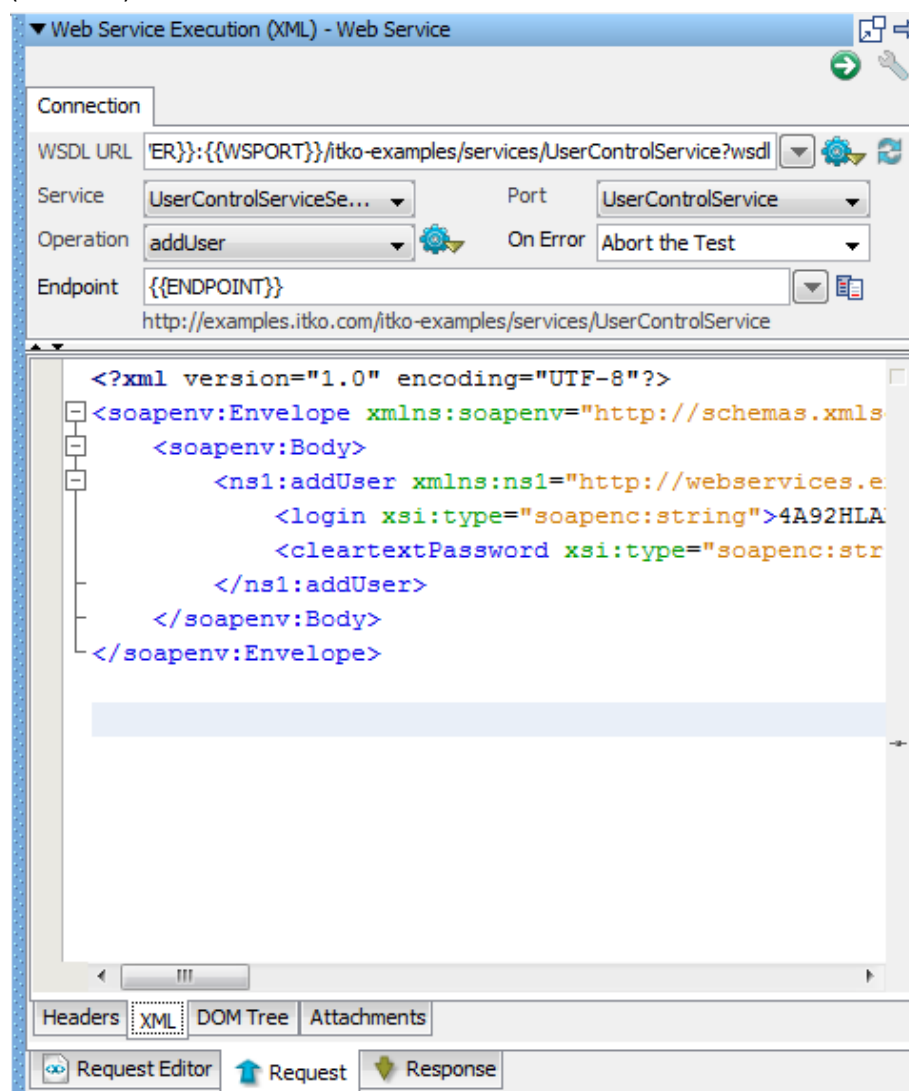 ▼ Web Service Execution (XML) - Web Service
Connection
WSDL URL 'ER}}:{{WSPORT}}/itko-examples/services/UserControlService?wsdl
Service UserControlServiceSe... Port UserControlService
Operation addUser On Error Abort the Test
Endpoint {{ENDPOINT}}
http://examples.itko.com/itko-examples/services/UserControlService
<?xml version="1.0" encoding="UTF-8"?>
<soapenv:Envelope xmlns:soapenv="http://schemas.xmls
<soapenv:Body>
<ns1:addUser xmlns:ns1="http://webservices.e
<login xsi:type="soapenc:string">4A92HLA
<cleartextPassword xsi:type="soapenc:str
</ns1:addUser>
</soapenv:Body>
</soapenv:Envelope>
Headers XML DOM Tree Attachments
Request Editor Request Response